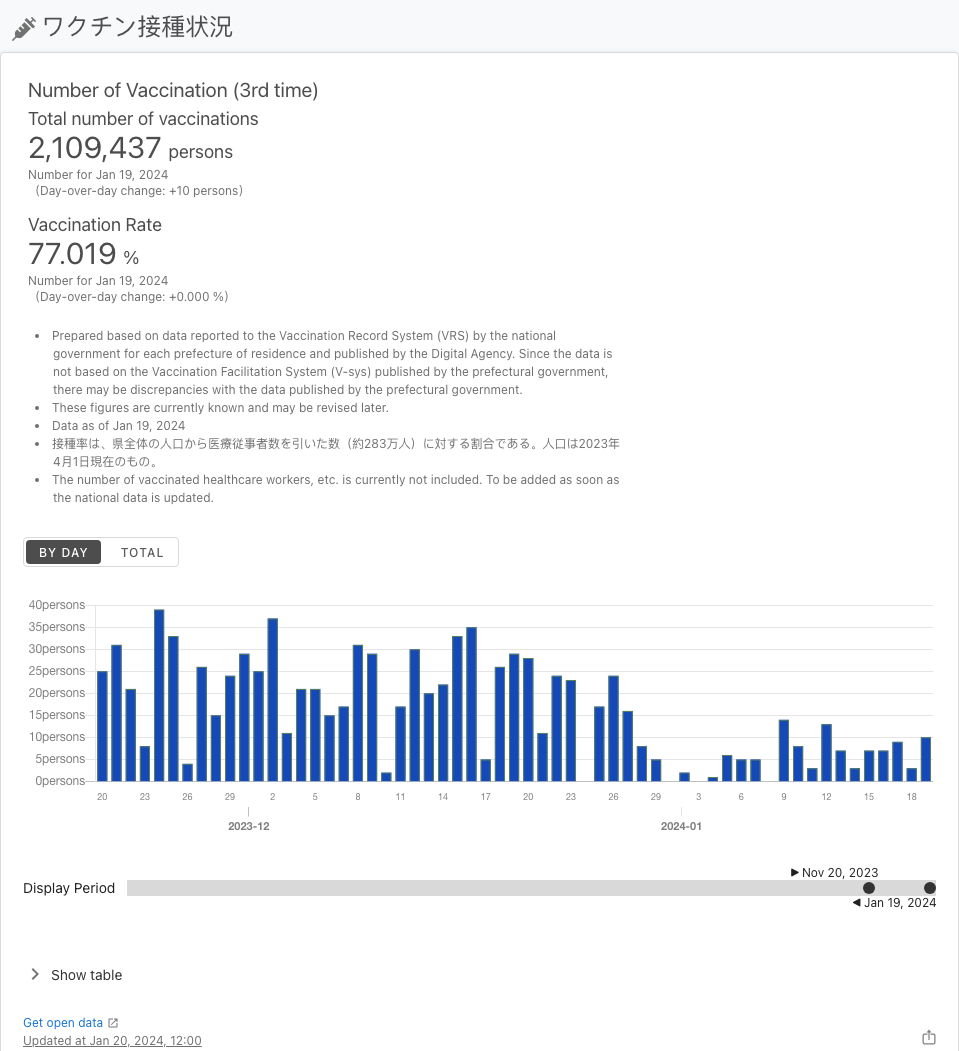 ワクチン接種状況
Number of Vaccination (3rd time)
Total number of vaccinations
2,109,437 persons
Number for Jan 19, 2024
(Day-over-day change: +10 persons)
Vaccination Rate
77.019 %
Number for Jan 19, 2024
(Day-over-day change: +0.000 %)
• Prepared based on data reported to the Vaccination Record System (VRS) by the national
government for each prefecture of residence and published by the Digital Agency. Since the data is
not based on the Vaccination Facilitation System (V-sys) published by the prefectural government,
there may be discrepancies with the data published by the prefectural government.
• These figures are currently known and may be revised later.
• Data as of Jan 19, 2024
• 接種率は、県全体の人口から医療従事者数を引いた数（約283万人）に対する割合である。人口は2023年
4月1日現在のもの。
• The number of vaccinated healthcare workers, etc. is currently not included. To be added as soon as
the national data is updated.
BY DAY TOTAL
40persons
35persons
30persons
25persons
20persons
15persons
10persons
5persons
0persons
20 23 26 29 2 5 8 11 14 17 20 23 26 29 3 6 9 12 15 18
2023-12 2024-01
▶ Nov 20, 2023
Display Period
◀ Jan 19, 2024
Show table
Get open data
Updated at Jan 20, 2024, 12:00